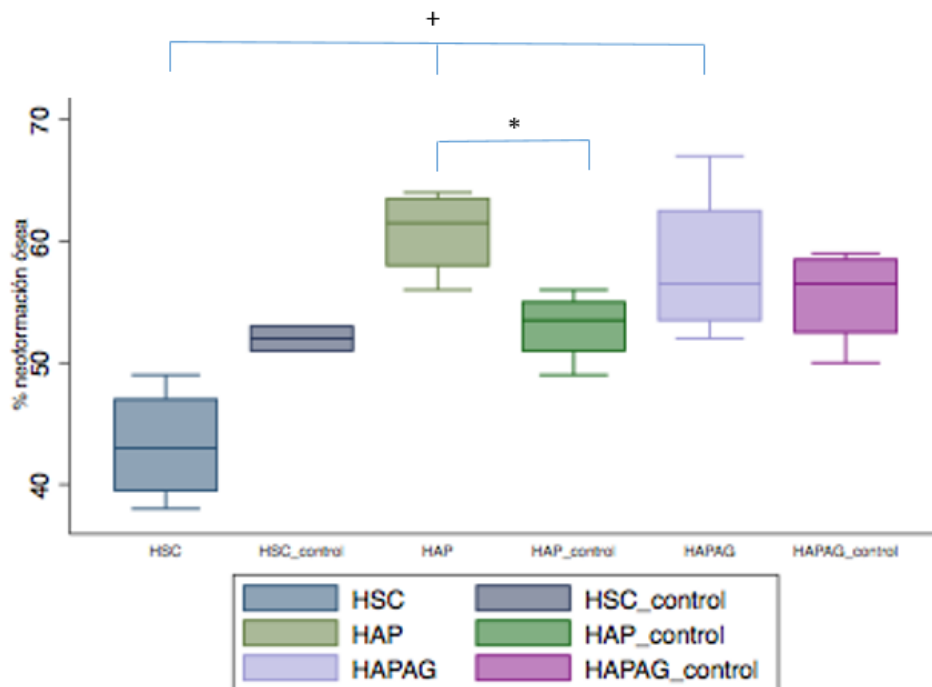 +
*
% neoformación ósea
70
60
50
40
HSC HSC_control HAP HAP_control HAPAG HAPAG_control
HSC HSC_control
HAP HAP_control
HAPAG HAPAG_control